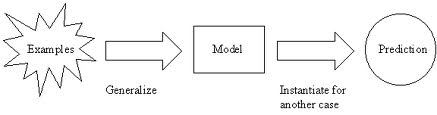 Examples
Model
Prediction
Generalize
Instantiate for
another case